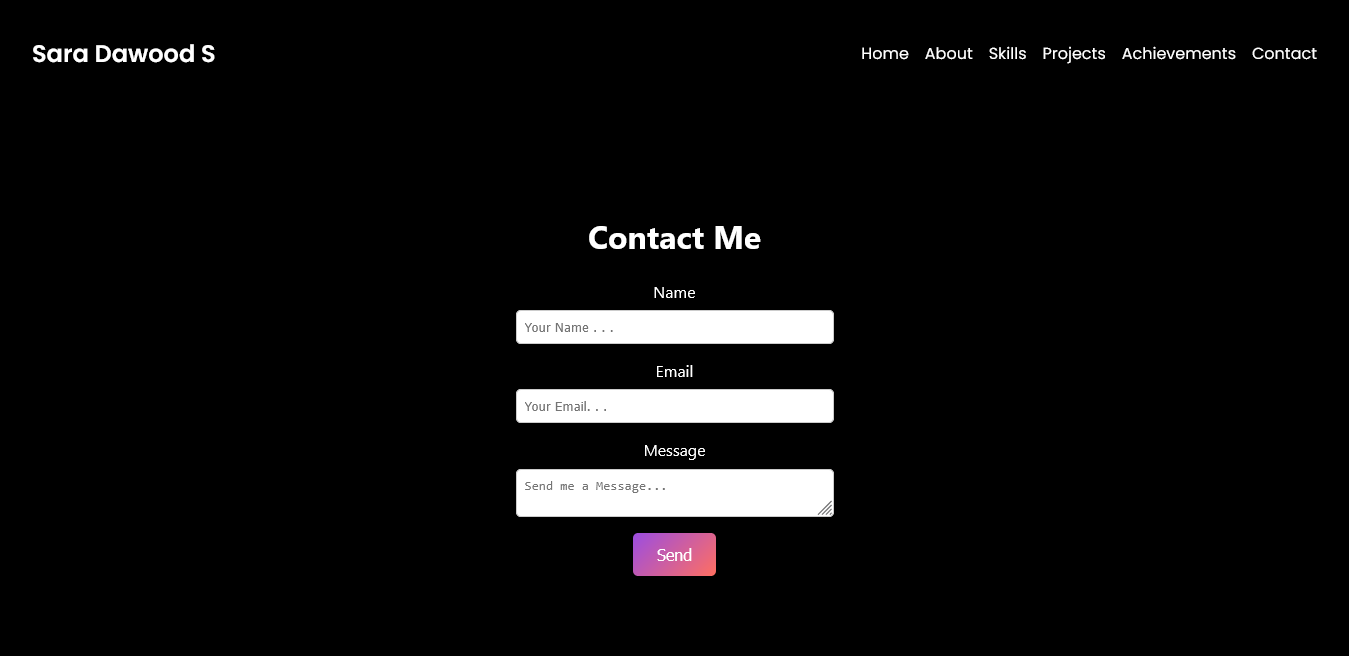 Sara Dawood S
Home About Skills Projects Achievements Contact
Contact Me
Name
Your Name . . .
Email
Your Email. . .
Message
Send me a Message...
Send